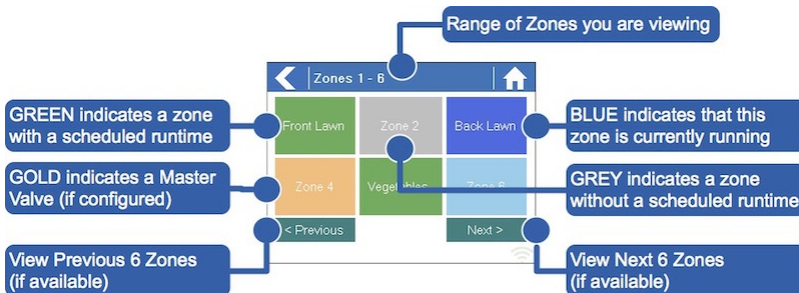 Range of Zones you are viewing
Zones 1 - 6
GREEN indicates a zone
with a scheduled runtime
Front Lawn
Zone 2
Back Lawn
BLUE indicates that this
zone is currently running
GOLD indicates a Master
Valve (if configured)
Zone 4
Vegetables
Zone 6
GREY indicates a zone
without a scheduled runtime
< Previous
Next >
View Previous 6 Zones
(if available)
View Next 6 Zones
(if available)